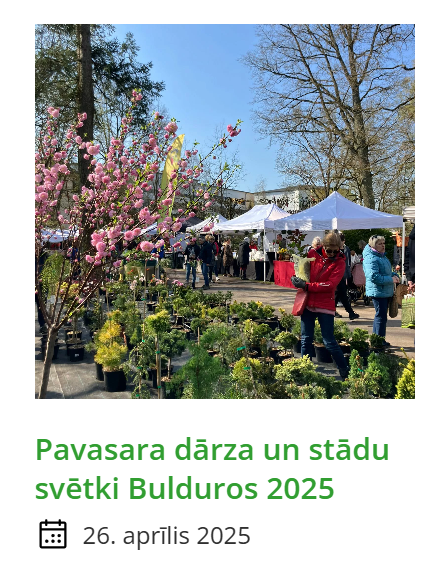 Pavasara dārza un stādu
svētki Bulduros 2025
26. aprīlis 2025